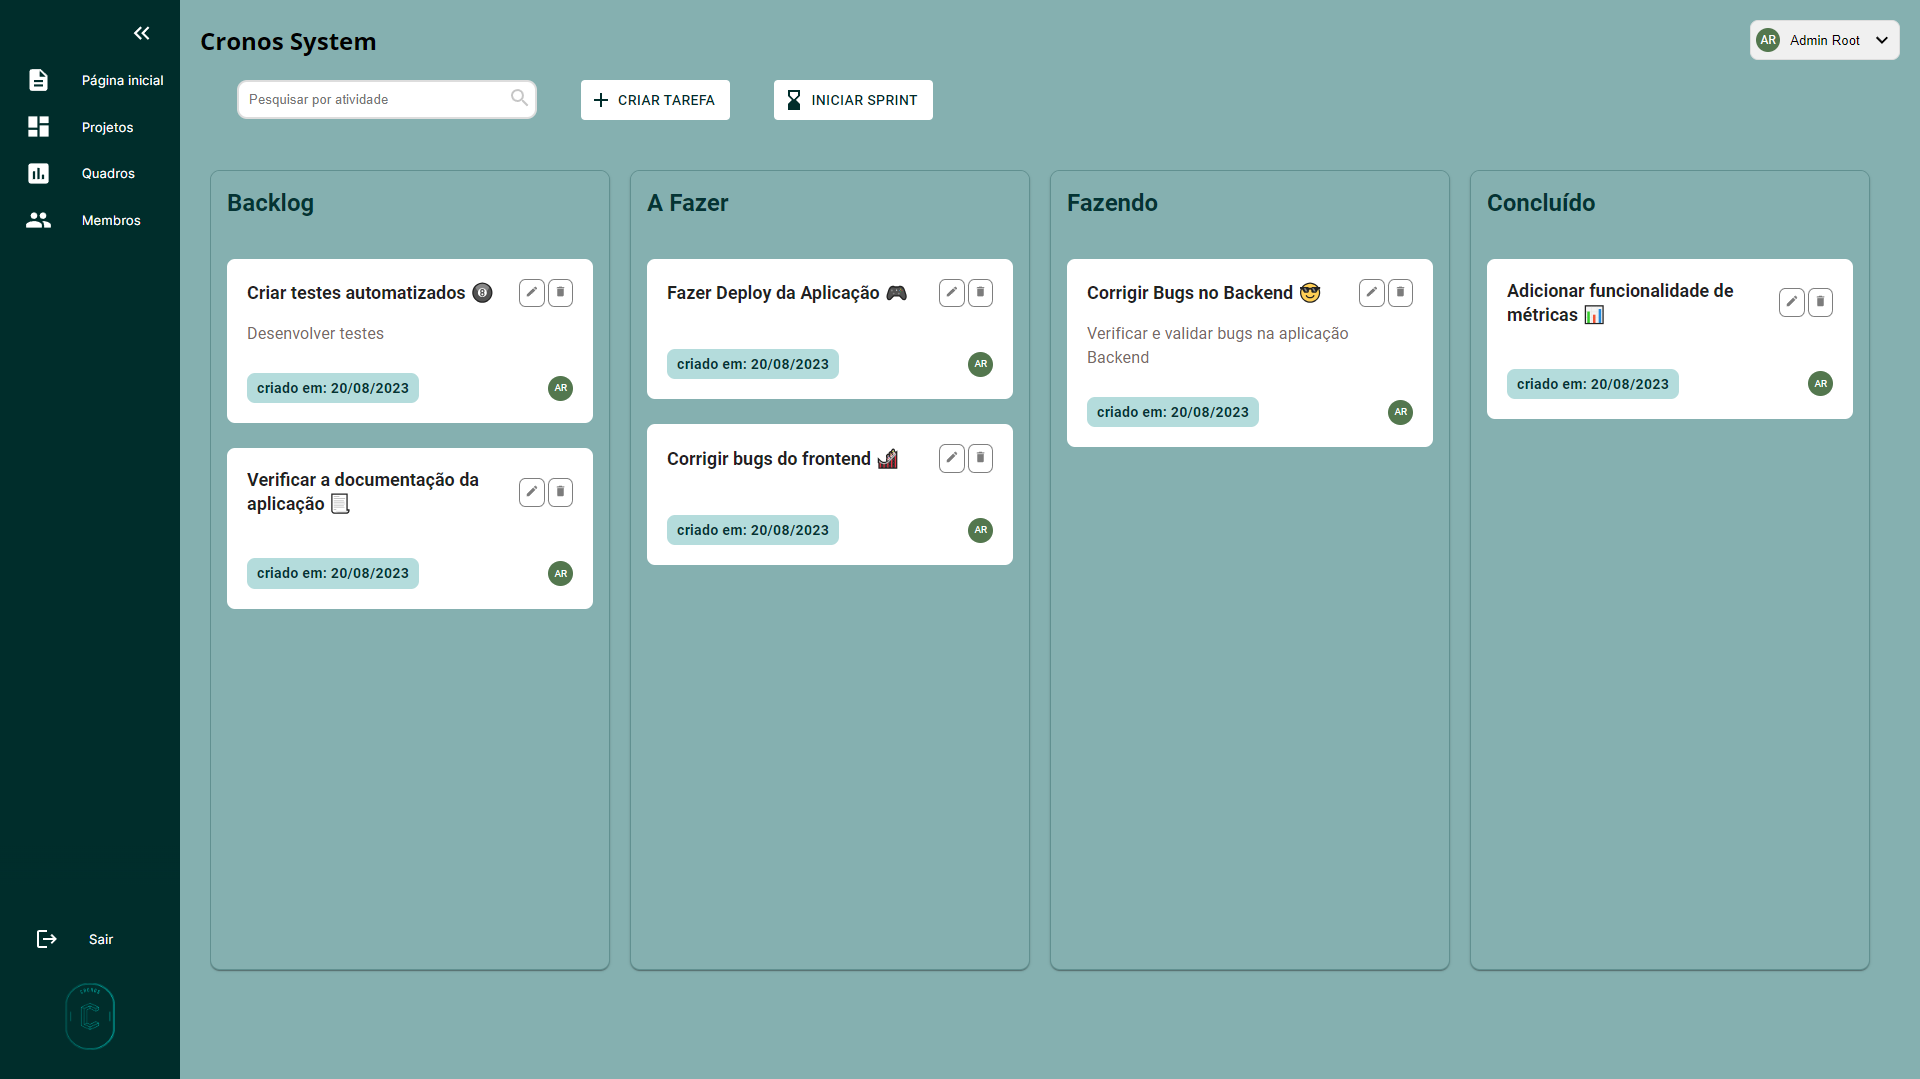 Página inicial
Projetos
Quadros
Membros
Sair
CRONOS
Cronos System
AR Admin Root
Pesquisar por atividade
CRIAR TAREFA
INICIAR SPRINT
Backlog
Criar testes automatizados 🎱
Desenvolver testes
criado em: 20/08/2023
AR
Verificar a documentação da
aplicação 📃
criado em: 20/08/2023
AR
A Fazer
Fazer Deploy da Aplicação 🎮
criado em: 20/08/2023
AR
Corrigir bugs do frontend 🎢
criado em: 20/08/2023
AR
Fazendo
Corrigir Bugs no Backend 😎
Verificar e validar bugs na aplicação
Backend
criado em: 20/08/2023
AR
Concluído
Adicionar funcionalidade de
métricas 📊
criado em: 20/08/2023
AR